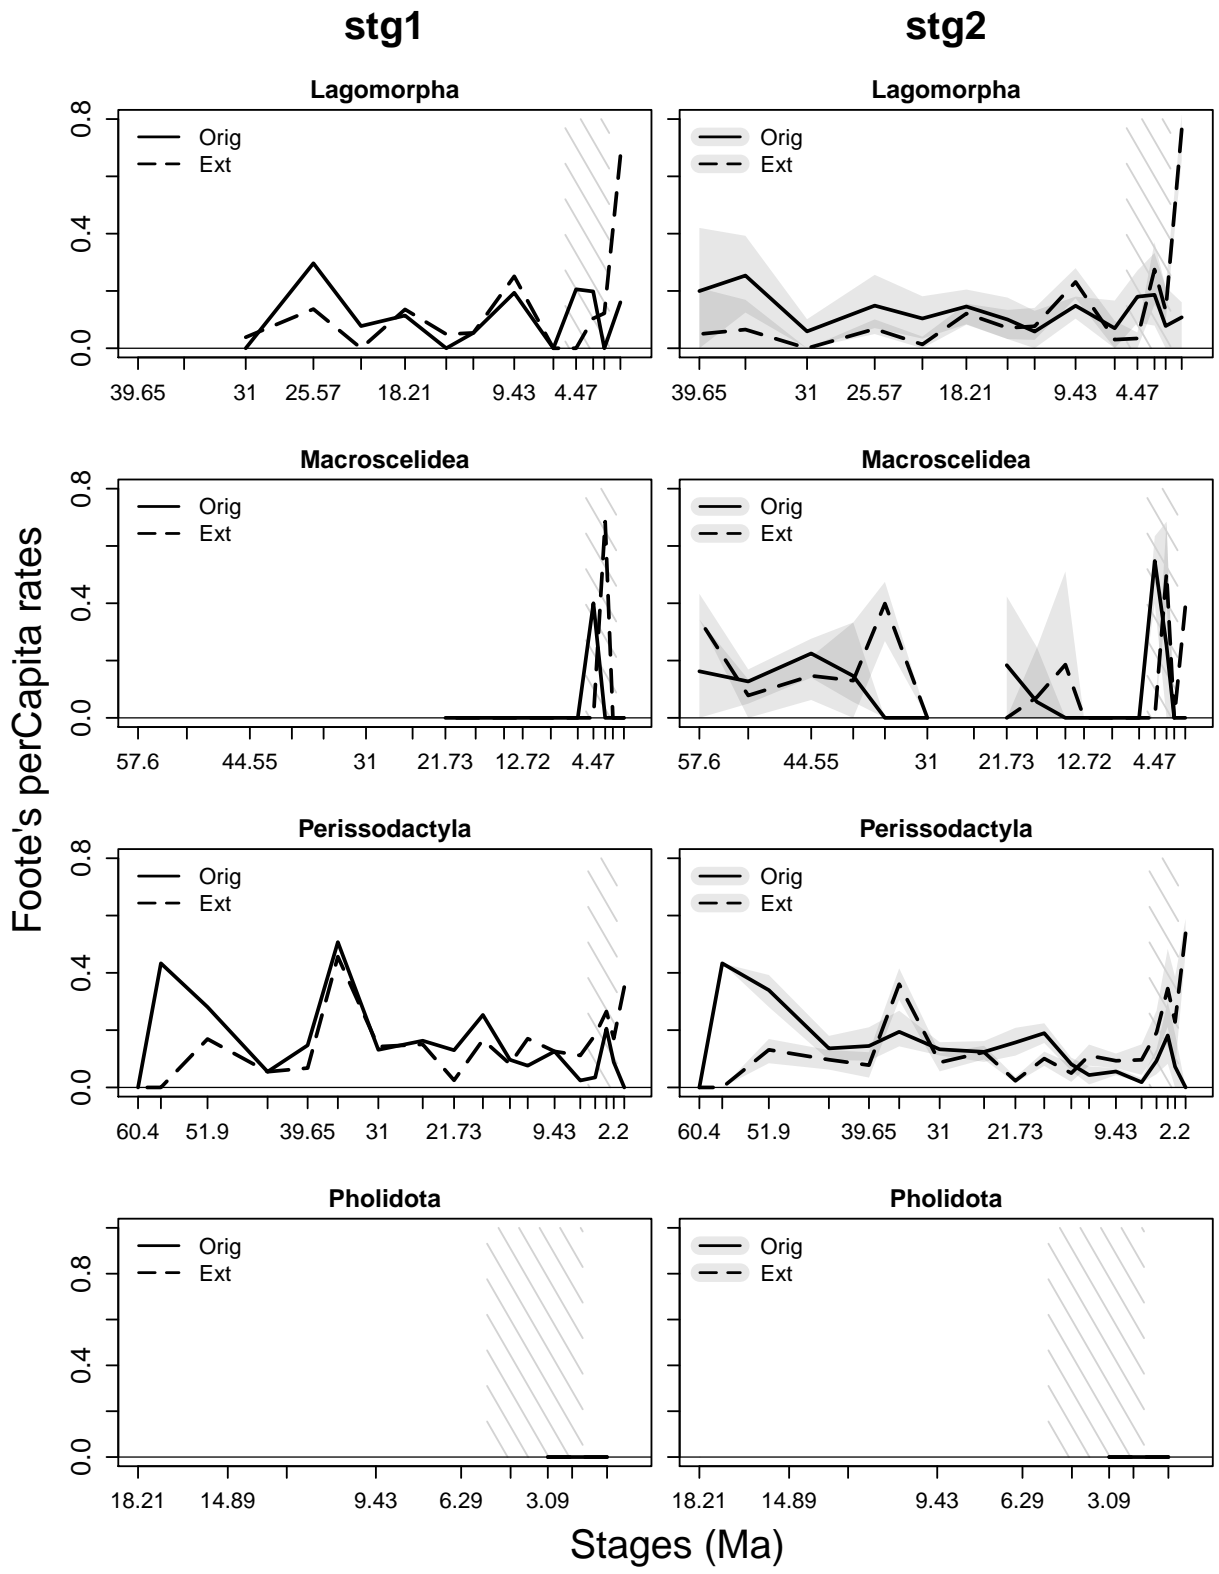 stg1 stg2
Lagomorpha Lagomorpha
0.0 0.4 0.8
Orig Orig
Ext Ext
39.65 31 25.57 18.21 9.43 4.47 39.65 31 25.57 18.21 9.43 4.47
Macroscelidea Macroscelidea
0.0 0.4 0.8
Orig Orig
Ext Ext
57.6 44.55 31 21.73 12.72 4.47 57.6 44.55 31 21.73 12.72 4.47
Foote's perCapita rates
Perissodactyla Perissodactyla
0.0 0.4 0.8
Orig Orig
Ext Ext
60.4 51.9 39.65 31 21.73 9.43 2.2 60.4 51.9 39.65 31 21.73 9.43 2.2
Pholidota Pholidota
0.0 0.4 0.8
Orig Orig
Ext Ext
18.21 14.89 9.43 6.29 3.09 18.21 14.89 9.43 6.29 3.09
Stages (Ma)